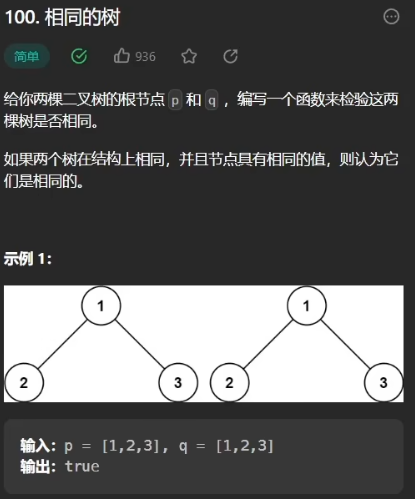 100. 相同的树
简单 936
给你两棵二叉树的根节点 p 和 q ，编写一个函数来检验这两
棵树是否相同。
如果两个树在结构上相同，并且节点具有相同的值，则认为它
们是相同的。
示例 1：
1 1
2 3 2 3
输入：p = [1,2,3], q = [1,2,3]
输出：true